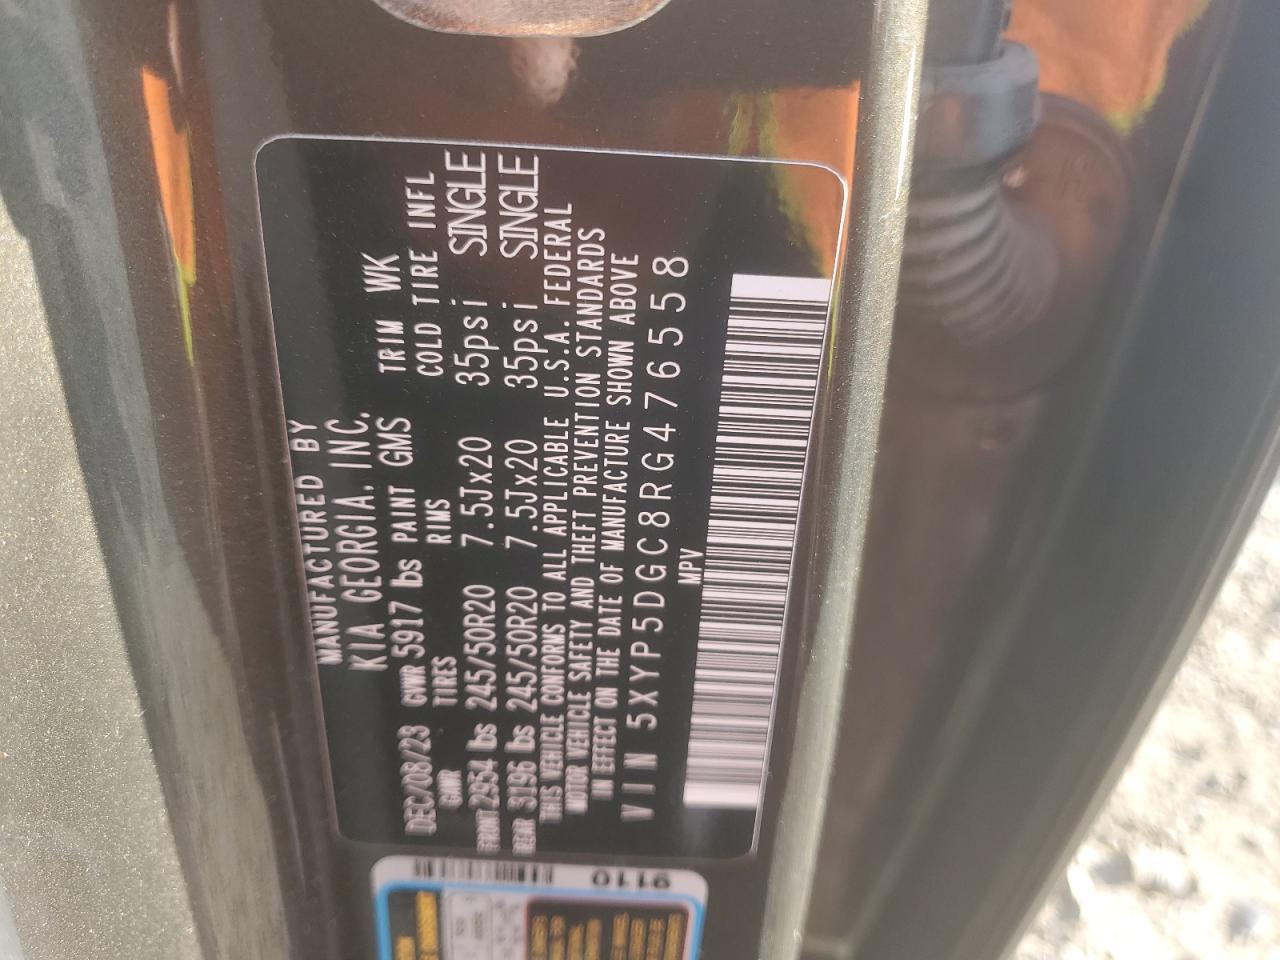 MANUFACTURED BY
KIA GEORGIA.INC.
DEC/08/23 GVWR 5917 lbs PAINT GMS TRIM WK
GAWR TIRES RIMS COLD TIRE INFL
FRONT 2954 lbs 245/50R20 7.5Jx20 35psi SINGLE
REAR 3196 lbs 245/50R20 7.5Jx20 35psi SINGLE
THIS VEHICLE CONFORMS TO ALL APPLICABLE U.S.A. FEDERAL
MOTOR VEHICLE SAFETY AND THEFT PREVENTION STANDARDS
IN EFFECT ON THE DATE OF MANUFACTURE SHOWN ABOVE
VIN 5XYP5DGC8RG476558
MPV
9110